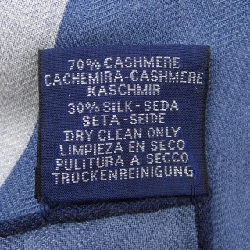 70% CASHMERE
CACHEMIRA-CASHMERE
KASCHMIR
30% SILK-SEDA
SETA-SEIDE
DRY CLEAN ONLY
LIMPIEZA EN SECO
PULITURA A SECCO
TRUCKENREINIGUNG